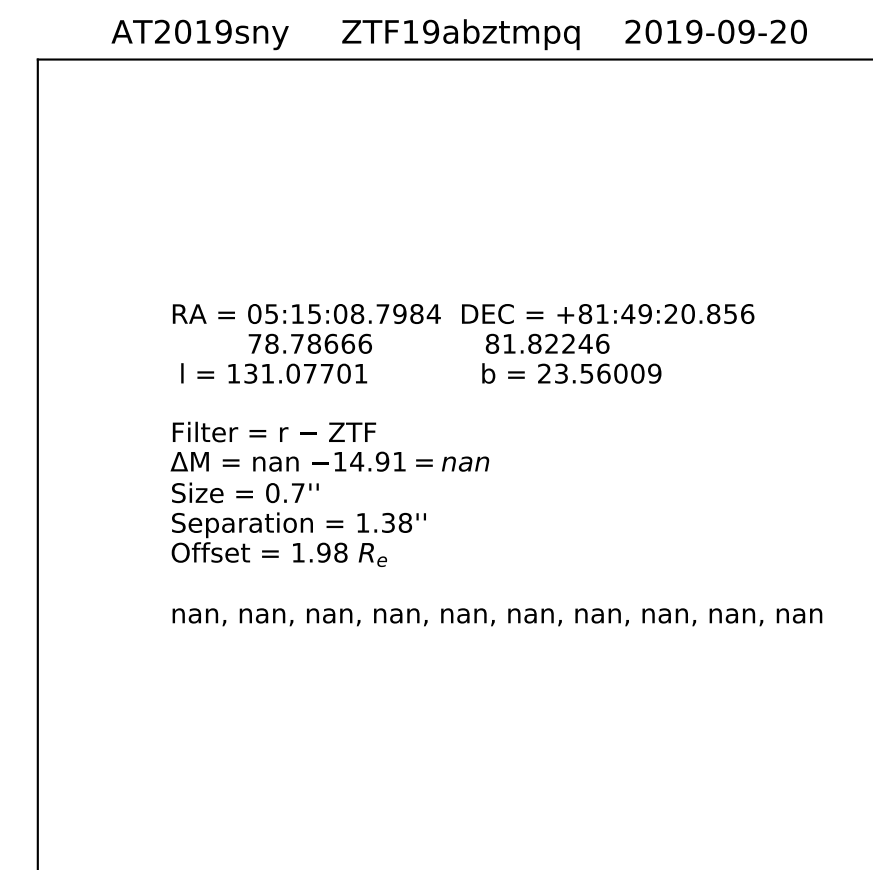 AT2019sny ZTF19abztmpq 2019-09-20
RA = 05:15:08.7984 DEC = +81:49:20.856
78.78666 81.82246
l = 131.07701 b = 23.56009
Filter = r − ZTF
ΔM = nan −14.91 = nan
Size = 0.7''
Separation = 1.38''
Offset = 1.98 Re
nan, nan, nan, nan, nan, nan, nan, nan, nan, nan